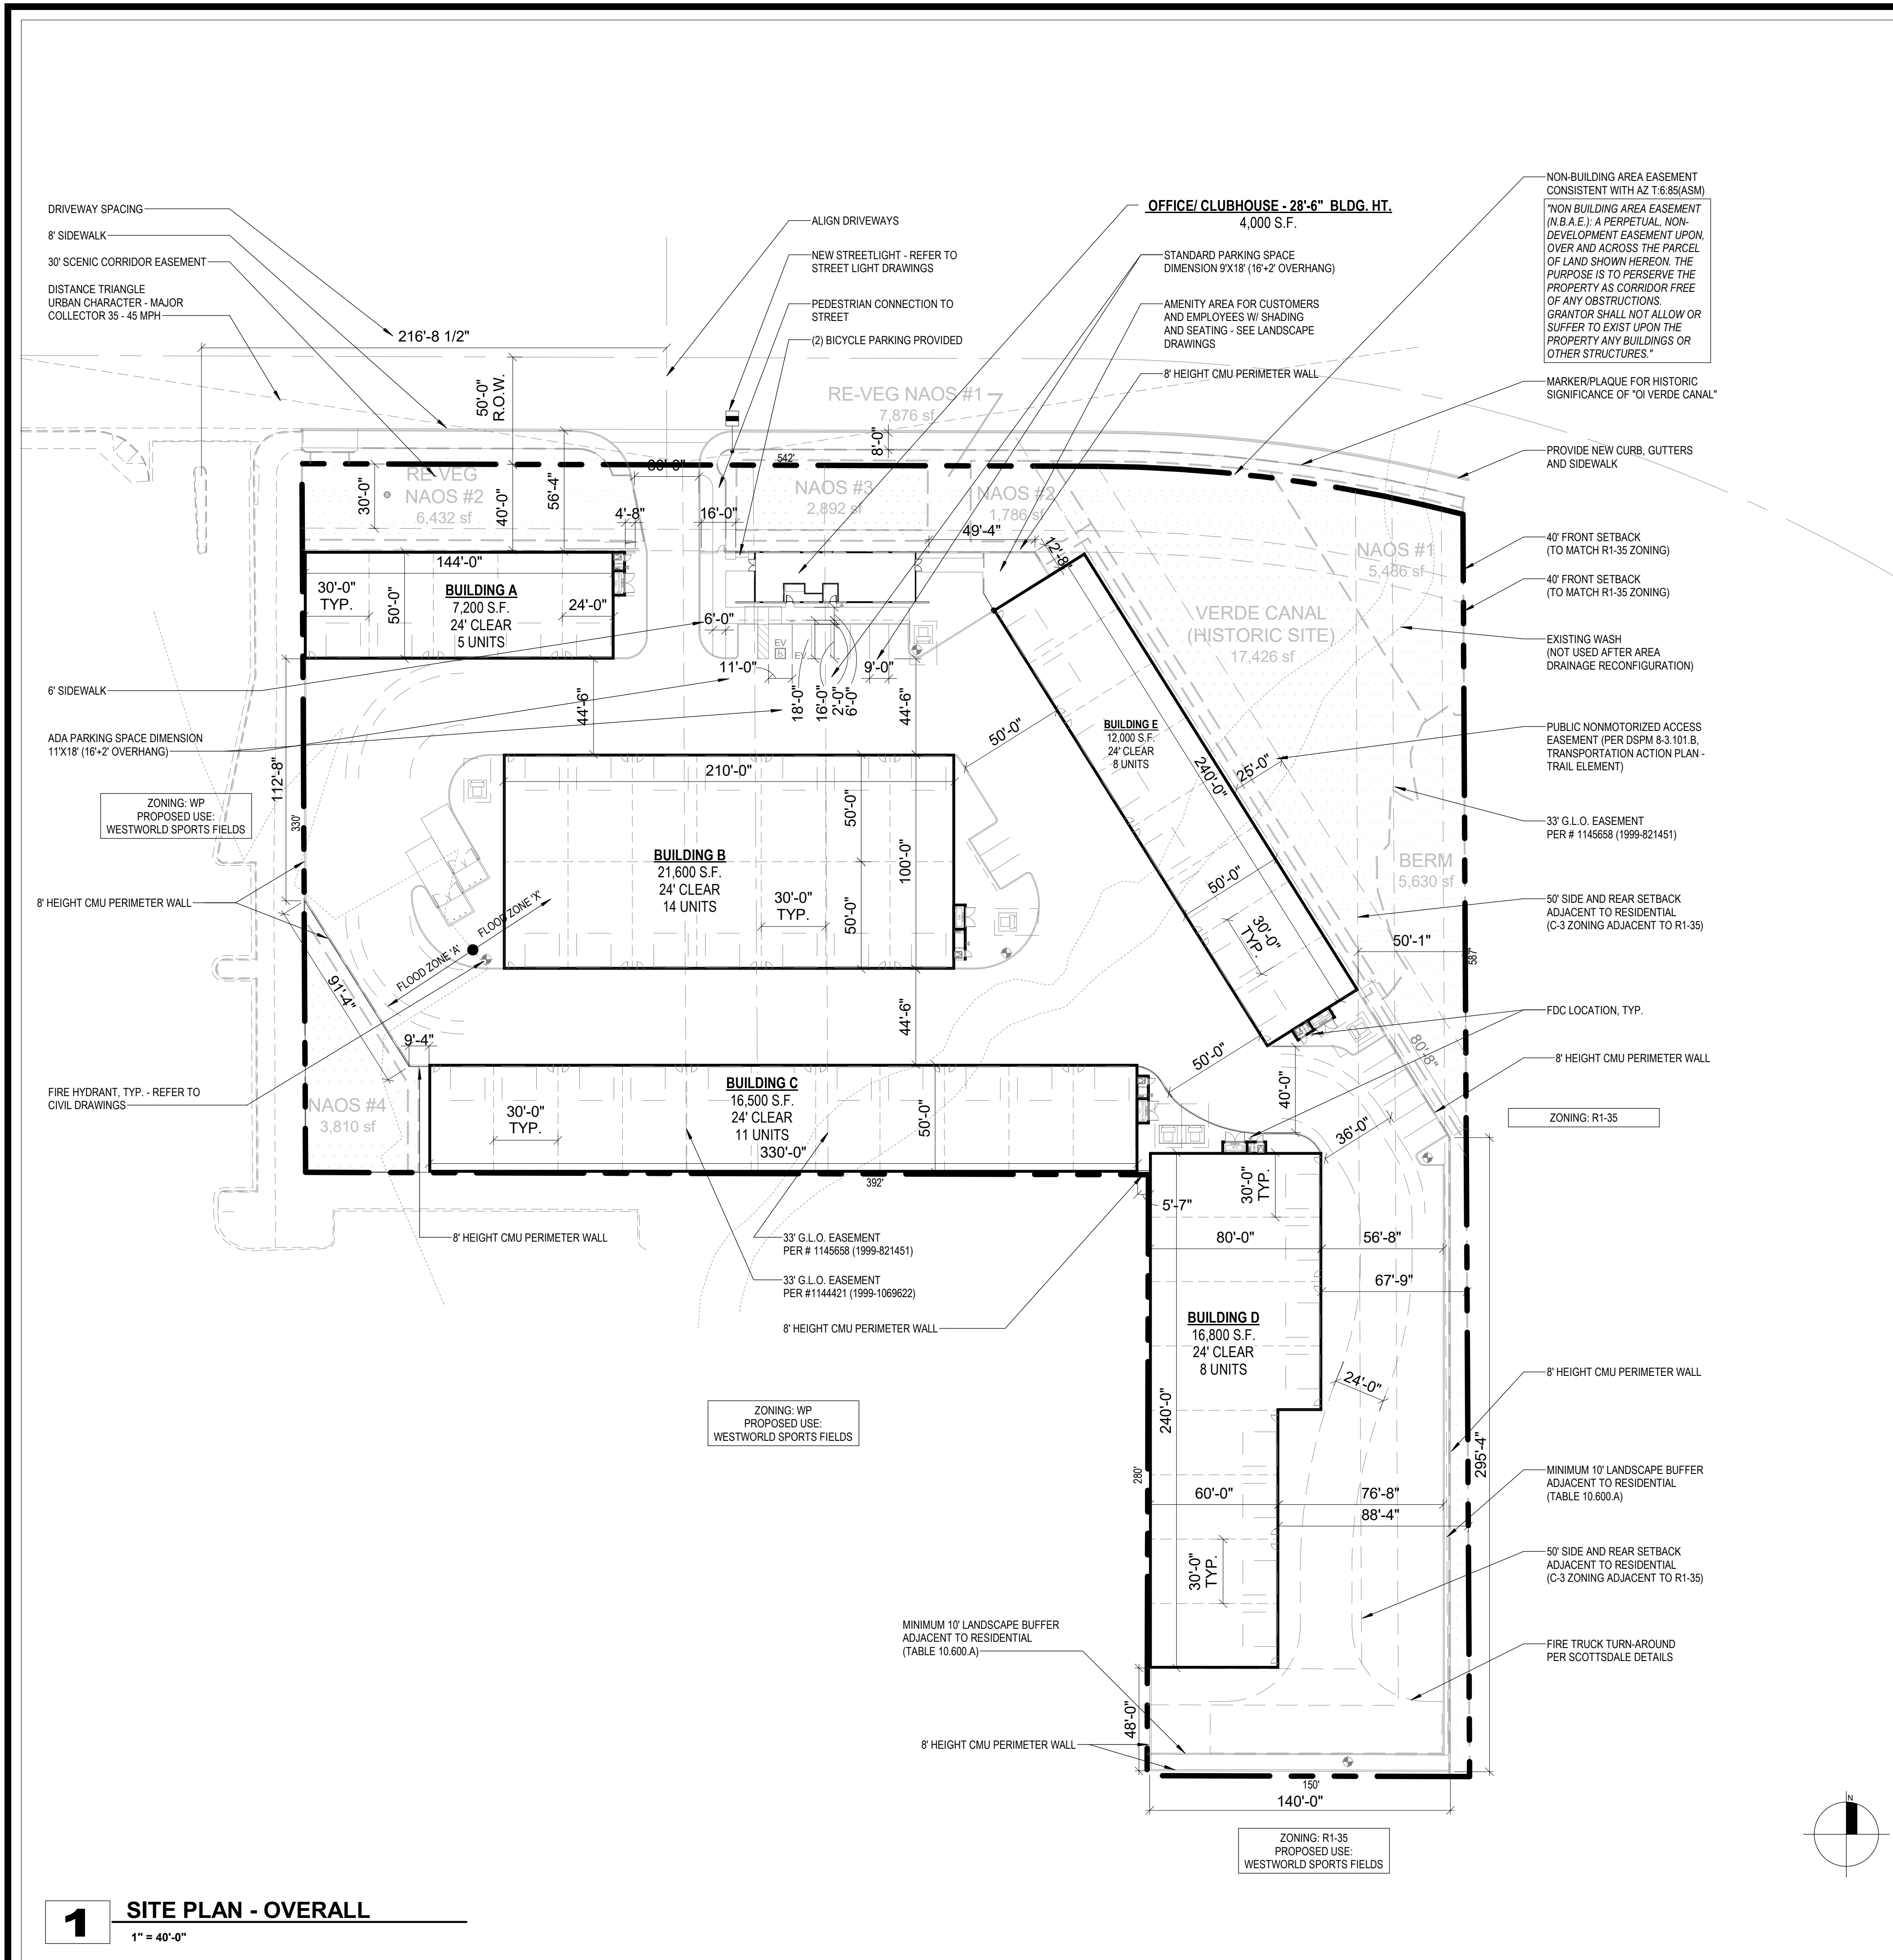 DRIVEWAY SPACING
8' SIDEWALK
30' SCENIC CORRIDOR EASEMENT
DISTANCE TRIANGLE
URBAN CHARACTER - MAJOR
COLLECTOR 35 - 45 MPH
216'-8 1/2"
ALIGN DRIVEWAYS
NEW STREETLIGHT - REFER TO
STREET LIGHT DRAWINGS
PEDESTRIAN CONNECTION TO
STREET
(2) BICYCLE PARKING PROVIDED
OFFICE/ CLUBHOUSE - 28'-6" BLDG. HT.
4,000 S.F.
STANDARD PARKING SPACE
DIMENSION 9'X18' (16'+2' OVERHANG)
AMENITY AREA FOR CUSTOMERS
AND EMPLOYEES W/ SHADING
AND SEATING - SEE LANDSCAPE
DRAWINGS
8' HEIGHT CMU PERIMETER WALL
NON-BUILDING AREA EASEMENT
CONSISTENT WITH AZ T:6:85(ASM)
"NON BUILDING AREA EASEMENT
(N.B.A.E.): A PERPETUAL, NON-
DEVELOPMENT EASEMENT UPON,
OVER AND ACROSS THE PARCEL
OF LAND SHOWN HEREON. THE
PURPOSE IS TO PERSERVE THE
PROPERTY AS CORRIDOR FREE
OF ANY OBSTRUCTIONS.
GRANTOR SHALL NOT ALLOW OR
SUFFER TO EXIST UPON THE
PROPERTY ANY BUILDINGS OR
OTHER STRUCTURES."
MARKER/PLAQUE FOR HISTORIC
SIGNIFICANCE OF "OI VERDE CANAL"
PROVIDE NEW CURB, GUTTERS
AND SIDEWALK
40' FRONT SETBACK
(TO MATCH R1-35 ZONING)
40' FRONT SETBACK
(TO MATCH R1-35 ZONING)
EXISTING WASH
(NOT USED AFTER AREA
DRAINAGE RECONFIGURATION)
PUBLIC NONMOTORIZED ACCESS
EASEMENT (PER DSPM 8-3.101.B,
TRANSPORTATION ACTION PLAN -
TRAIL ELEMENT)
33' G.L.O. EASEMENT
PER # 1145658 (1999-821451)
50' SIDE AND REAR SETBACK
ADJACENT TO RESIDENTIAL
(C-3 ZONING ADJACENT TO R1-35)
FDC LOCATION, TYP.
8' HEIGHT CMU PERIMETER WALL
ZONING: R1-35
50'-0"
R.O.W.
RE-VEG NAOS #1
7,876 sf
8'-0"
542'
RE-VEG
NAOS #2
6,432 sf
30'-0"
40'-0"
56'-4"
4'-8"
16'-0"
NAOS #3
2,892 sf
NAOS #2
1,786 sf
49'-4"
12'-8"
NAOS #1
5,486 sf
VERDE CANAL
(HISTORIC SITE)
17,426 sf
144'-0"
30'-0"
TYP.
50'-0"
BUILDING A
7,200 S.F.
24' CLEAR
5 UNITS
24'-0"
6'-0"
EV
EV
11'-0"
9'-0"
18'-0"
16'-0"
2'-0"
6'-0"
44'-6"
44'-6"
6' SIDEWALK
ADA PARKING SPACE DIMENSION
11'X18' (16'+2' OVERHANG)
112'-8"
330'
ZONING: WP
PROPOSED USE:
WESTWORLD SPORTS FIELDS
8' HEIGHT CMU PERIMETER WALL
210'-0"
BUILDING B
21,600 S.F.
24' CLEAR
14 UNITS
30'-0"
TYP.
50'-0"
100'-0"
50'-0"
50'-0"
BUILDING E
12,000 S.F.
24' CLEAR
8 UNITS
240'-0"
25'-0"
50'-0"
30'-0"
TYP.
BERM
5,630 sf
50'-1"
587'
FLOOD ZONE 'X'
FLOOD ZONE 'A'
91'-4"
9'-4"
44'-6"
50'-0"
40'-0"
80'-8"
36'-0"
FIRE HYDRANT, TYP. - REFER TO
CIVIL DRAWINGS
NAOS #4
3,810 sf
BUILDING C
16,500 S.F.
24' CLEAR
11 UNITS
330'-0"
30'-0"
TYP.
50'-0"
392'
8' HEIGHT CMU PERIMETER WALL
33' G.L.O. EASEMENT
PER # 1145658 (1999-821451)
33' G.L.O. EASEMENT
PER #1144421 (1999-1069622)
8' HEIGHT CMU PERIMETER WALL
5'-7"
30'-0"
TYP.
80'-0"
56'-8"
67'-9"
BUILDING D
16,800 S.F.
24' CLEAR
8 UNITS
24'-0"
240'-0"
280'
295'-4"
60'-0"
76'-8"
88'-4"
30'-0"
TYP.
ZONING: WP
PROPOSED USE:
WESTWORLD SPORTS FIELDS
8' HEIGHT CMU PERIMETER WALL
MINIMUM 10' LANDSCAPE BUFFER
ADJACENT TO RESIDENTIAL
(TABLE 10.600.A)
50' SIDE AND REAR SETBACK
ADJACENT TO RESIDENTIAL
(C-3 ZONING ADJACENT TO R1-35)
FIRE TRUCK TURN-AROUND
PER SCOTTSDALE DETAILS
MINIMUM 10' LANDSCAPE BUFFER
ADJACENT TO RESIDENTIAL
(TABLE 10.600.A)
48'-0"
8' HEIGHT CMU PERIMETER WALL
150'
140'-0"
ZONING: R1-35
PROPOSED USE:
WESTWORLD SPORTS FIELDS
N
1
SITE PLAN - OVERALL
1" = 40'-0"